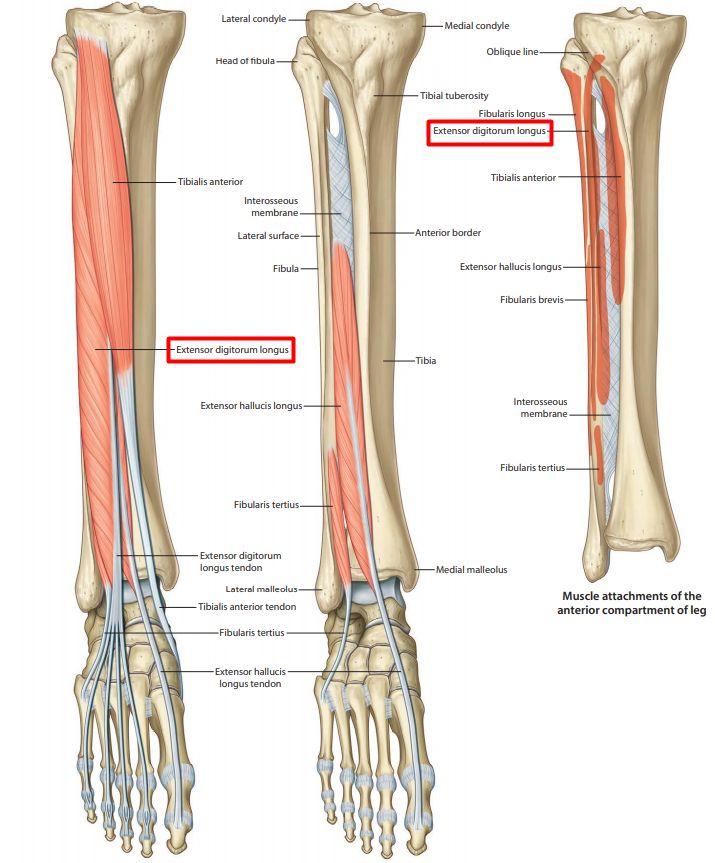 Lateral condyle
Medial condyle
Head of fibula
Oblique line
Tibial tuberosity
Fibularis longus
Extensor digitorum longus
Tibialis anterior
Tibialis anterior
Interosseous
membrane
Lateral surface
Anterior border
Fibula
Extensor hallucis longus
Fibularis brevis
Extensor digitorum longus
Tibia
Extensor hallucis longus
Interosseous
membrane
Fibularis tertius
Fibularis tertius
Extensor digitorum
longus tendon
Medial malleolus
Lateral malleolus
Tibialis anterior tendon
Muscle attachments of the
anterior compartment of leg
Fibularis tertius
Extensor hallucis
longus tendon